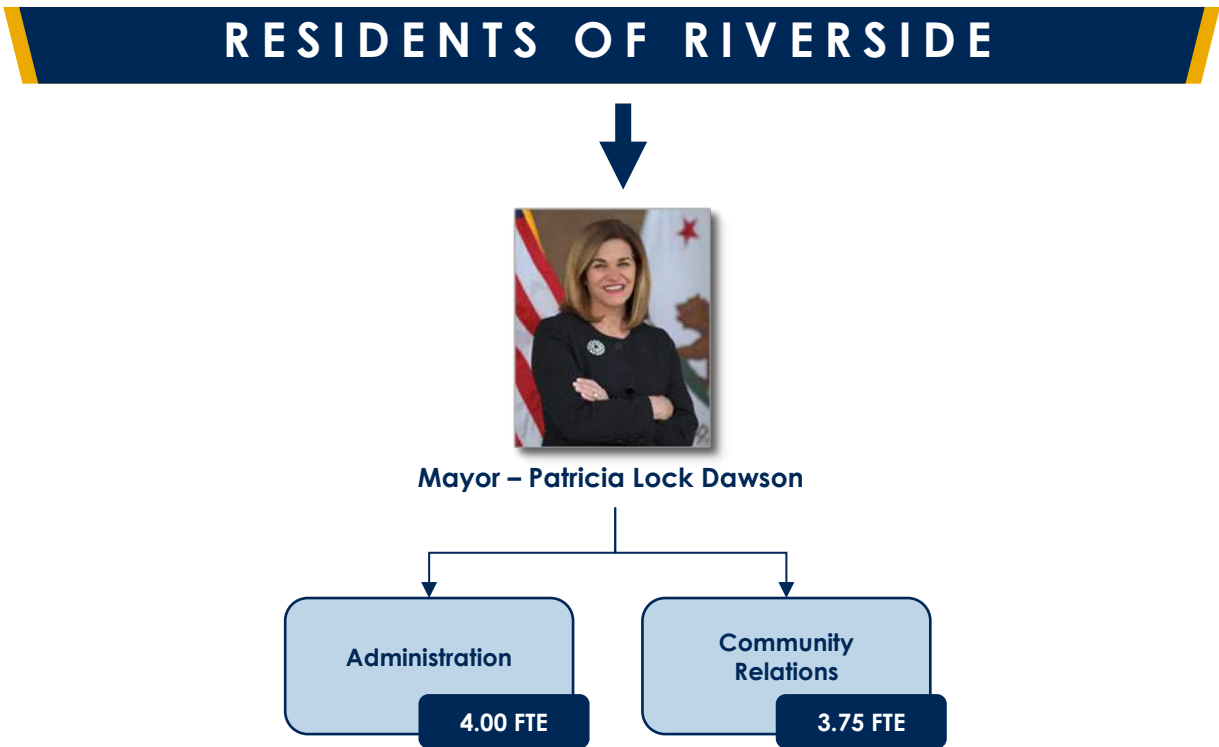 RESIDENTS OF RIVERSIDE
Mayor – Patricia Lock Dawson
Administration
4.00 FTE
Community
Relations
3.75 FTE